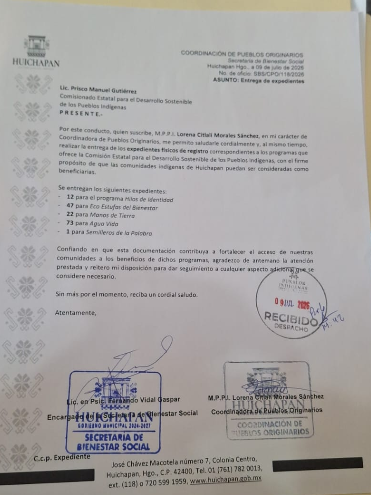 HUICHAPAN
COORDINACIÓN DE PUEBLOS ORIGINARIOS
Secretaria de Bienestar Social
Huichapan Hgo., a 09 de julio de 2026
No. de oficio. SBS/CPO/118/2026
ASUNTO: Entrega de expedientes
Lic. Prisco Manuel Gutiérrez
Comisionado Estatal para el Desarrollo Sostenible
de los Pueblos Indígenas
P R E S E N T E.
Por este conducto, quien suscribe, M.P.P.I. Lorena Citlali Morales Sánchez, en mi carácter de
Coordinadora de Pueblos Originarios, me permito saludarle cordialmente y, al mismo tiempo,
realizar la entrega de los expedientes físicos de registro correspondientes a los programas que
ofrece la Comisión Estatal para el Desarrollo Sostenible de los Pueblos Indígenas, con el firme
propósito de que las comunidades indígenas de Huichapan puedan ser consideradas como
beneficiarias.
Se entregan los siguientes expedientes:
- 12 para el programa Hilos de Identidad
- 47 para Eco Estufas del Bienestar
- 22 para Manos de Tierra
- 73 para Agua Vida
- 1 para Semilleros de la Palabra
Confiando en que esta documentación contribuya a fortalecer el acceso de nuestras
comunidades a los beneficios de dichos programas, agradezco de antemano la atención
prestada y reitero mi disposición para dar seguimiento a cualquier aspecto adicional que se
considere necesario.
Sin más por el momento, reciba un cordial saludo.
09 JUL 2026
RECIBIDO
DESPACHO
Atentamente,
Lic. en Psic. Fernando Vidal Gaspar
Encargado de la Secretaría de Bienestar Social
HUICHAPAN
GOBIERNO MUNICIPAL 2024-2027
SECRETARÍA DE
BIENESTAR SOCIAL
M.P.P.I. Lorena Citlali Morales Sánchez
Coordinadora de Pueblos Originarios
HUICHAPAN
COORDINACIÓN DE
PUEBLOS ORIGINARIOS
C.c.p. Expediente
José Chávez Macotela número 7, Colonia Centro,
Huichapan, Hgo., C.P. 42400, Tel. 01 (761) 782 0013,
ext. (118) o 720 599 1959, www.huichapan.gob.mx